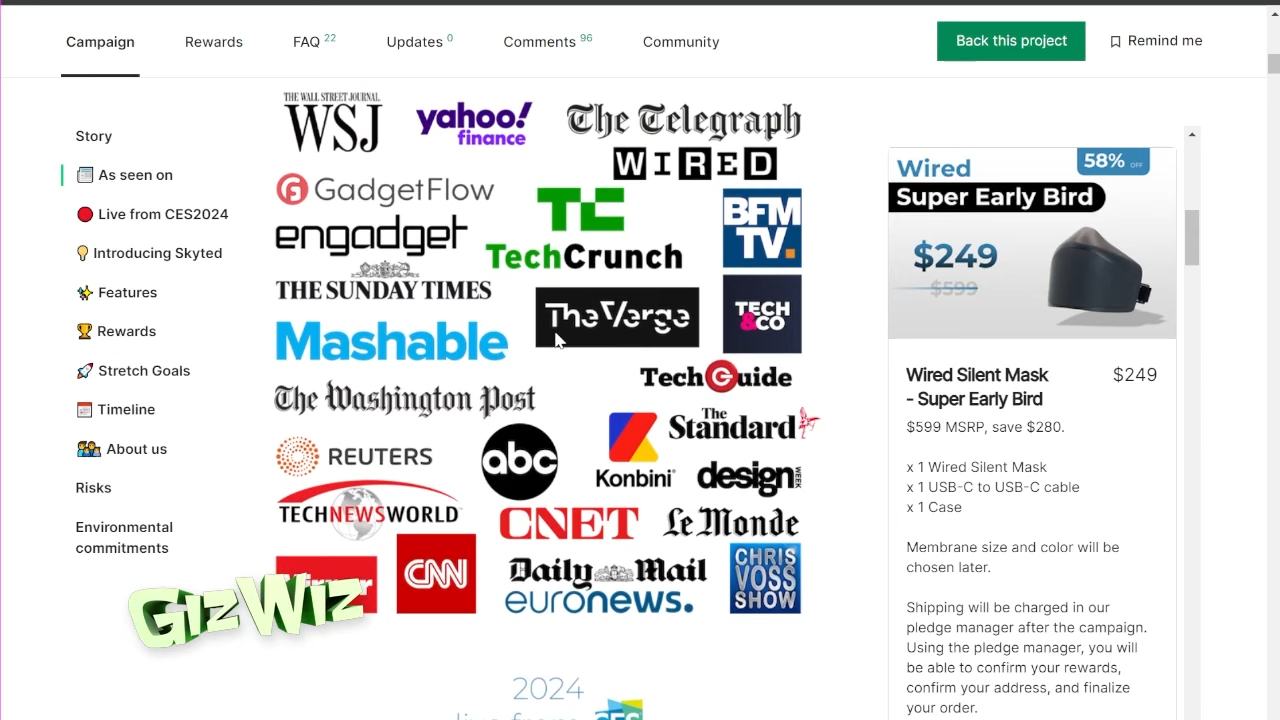 Campaign
Rewards
FAQ 22
Updates 0
Comments 96
Community
Back this project
Remind me
Story
As seen on
Live from CES2024
Introducing Skyted
Features
Rewards
Stretch Goals
Timeline
About us
Risks
Environmental
commitments
THE WALL STREET JOURNAL
WSJ
yahoo!
finance
The Telegraph
WIRED
GadgetFlow
TC
TechCrunch
BFM
TV.
engadget
THE SUNDAY TIMES
The Verge
TECH
&CO
Mashable
TechGuide
The Washington Post
The
Standard
Konbini
REUTERS
abc
design
WEEK
TECHNEWSWORLD
CNET
Le Monde
CNN
Daily Mail
euronews.
CHRIS
VOSS
SHOW
GizWiz
2024
live from
CES
Wired
58% OFF
Super Early Bird
$249
$599
Wired Silent Mask
- Super Early Bird
$249
$599 MSRP, save $280.
x 1 Wired Silent Mask
x 1 USB-C to USB-C cable
x 1 Case
Membrane size and color will be
chosen later.
Shipping will be charged in our
pledge manager after the campaign.
Using the pledge manager, you will
be able to confirm your rewards,
confirm your address, and finalize
your order.